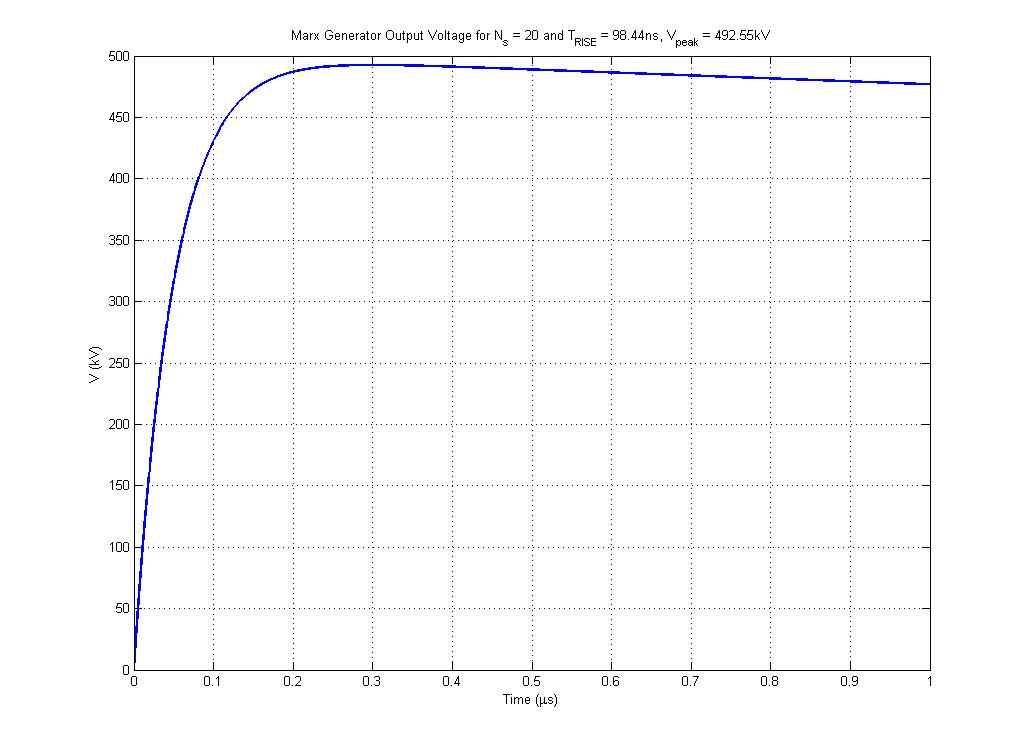 Marx Generator Output Voltage for Ns = 20 and TRISE = 98.44ns, Vpeak = 492.55kV
500
450
400
350
300
250
200
150
100
50
0
V (kV)
0 0.1 0.2 0.3 0.4 0.5 0.6 0.7 0.8 0.9 1
Time (μs)